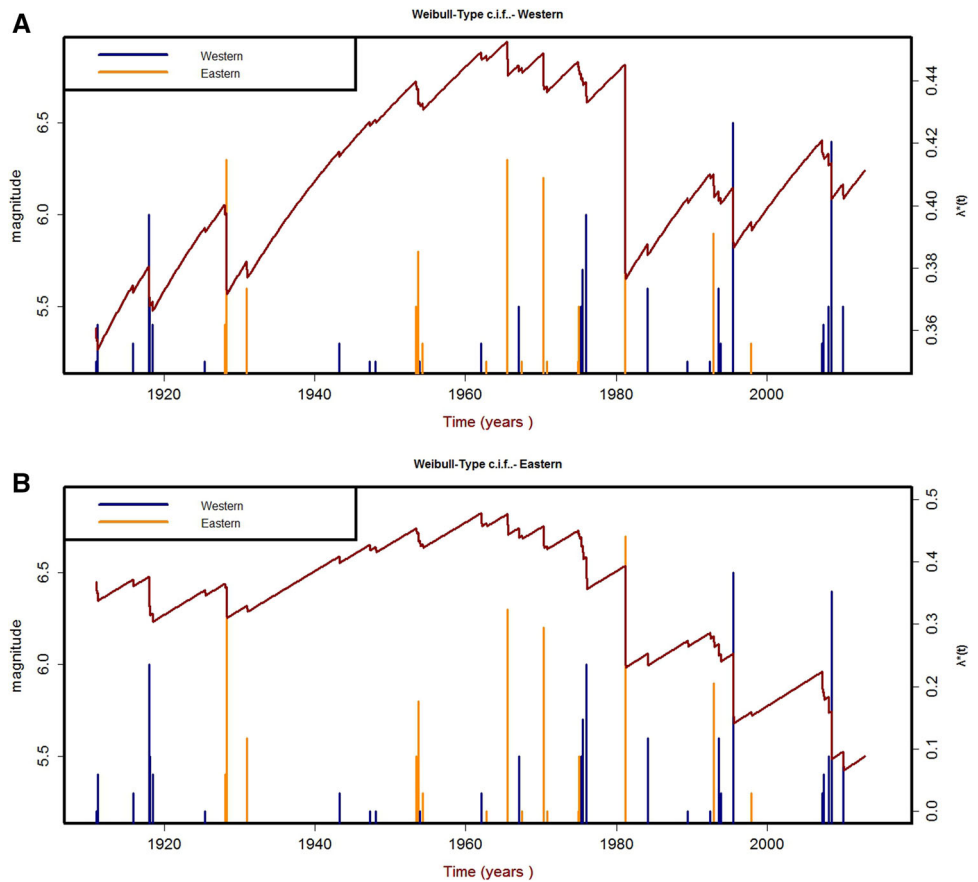 A
Weibull-Type c.i.f..- Western
Western
Eastern
magnitude
6.5
6.0
5.5
0.44
0.42
0.40
0.38
0.36
λ*(t)
1920
1940
1960
1980
2000
Time (years )
B
Weibull-Type c.i.f..- Eastern
Western
Eastern
magnitude
6.5
6.0
5.5
0.5
0.4
0.3
0.2
0.1
0.0
λ*(t)
1920
1940
1960
1980
2000
Time (years )